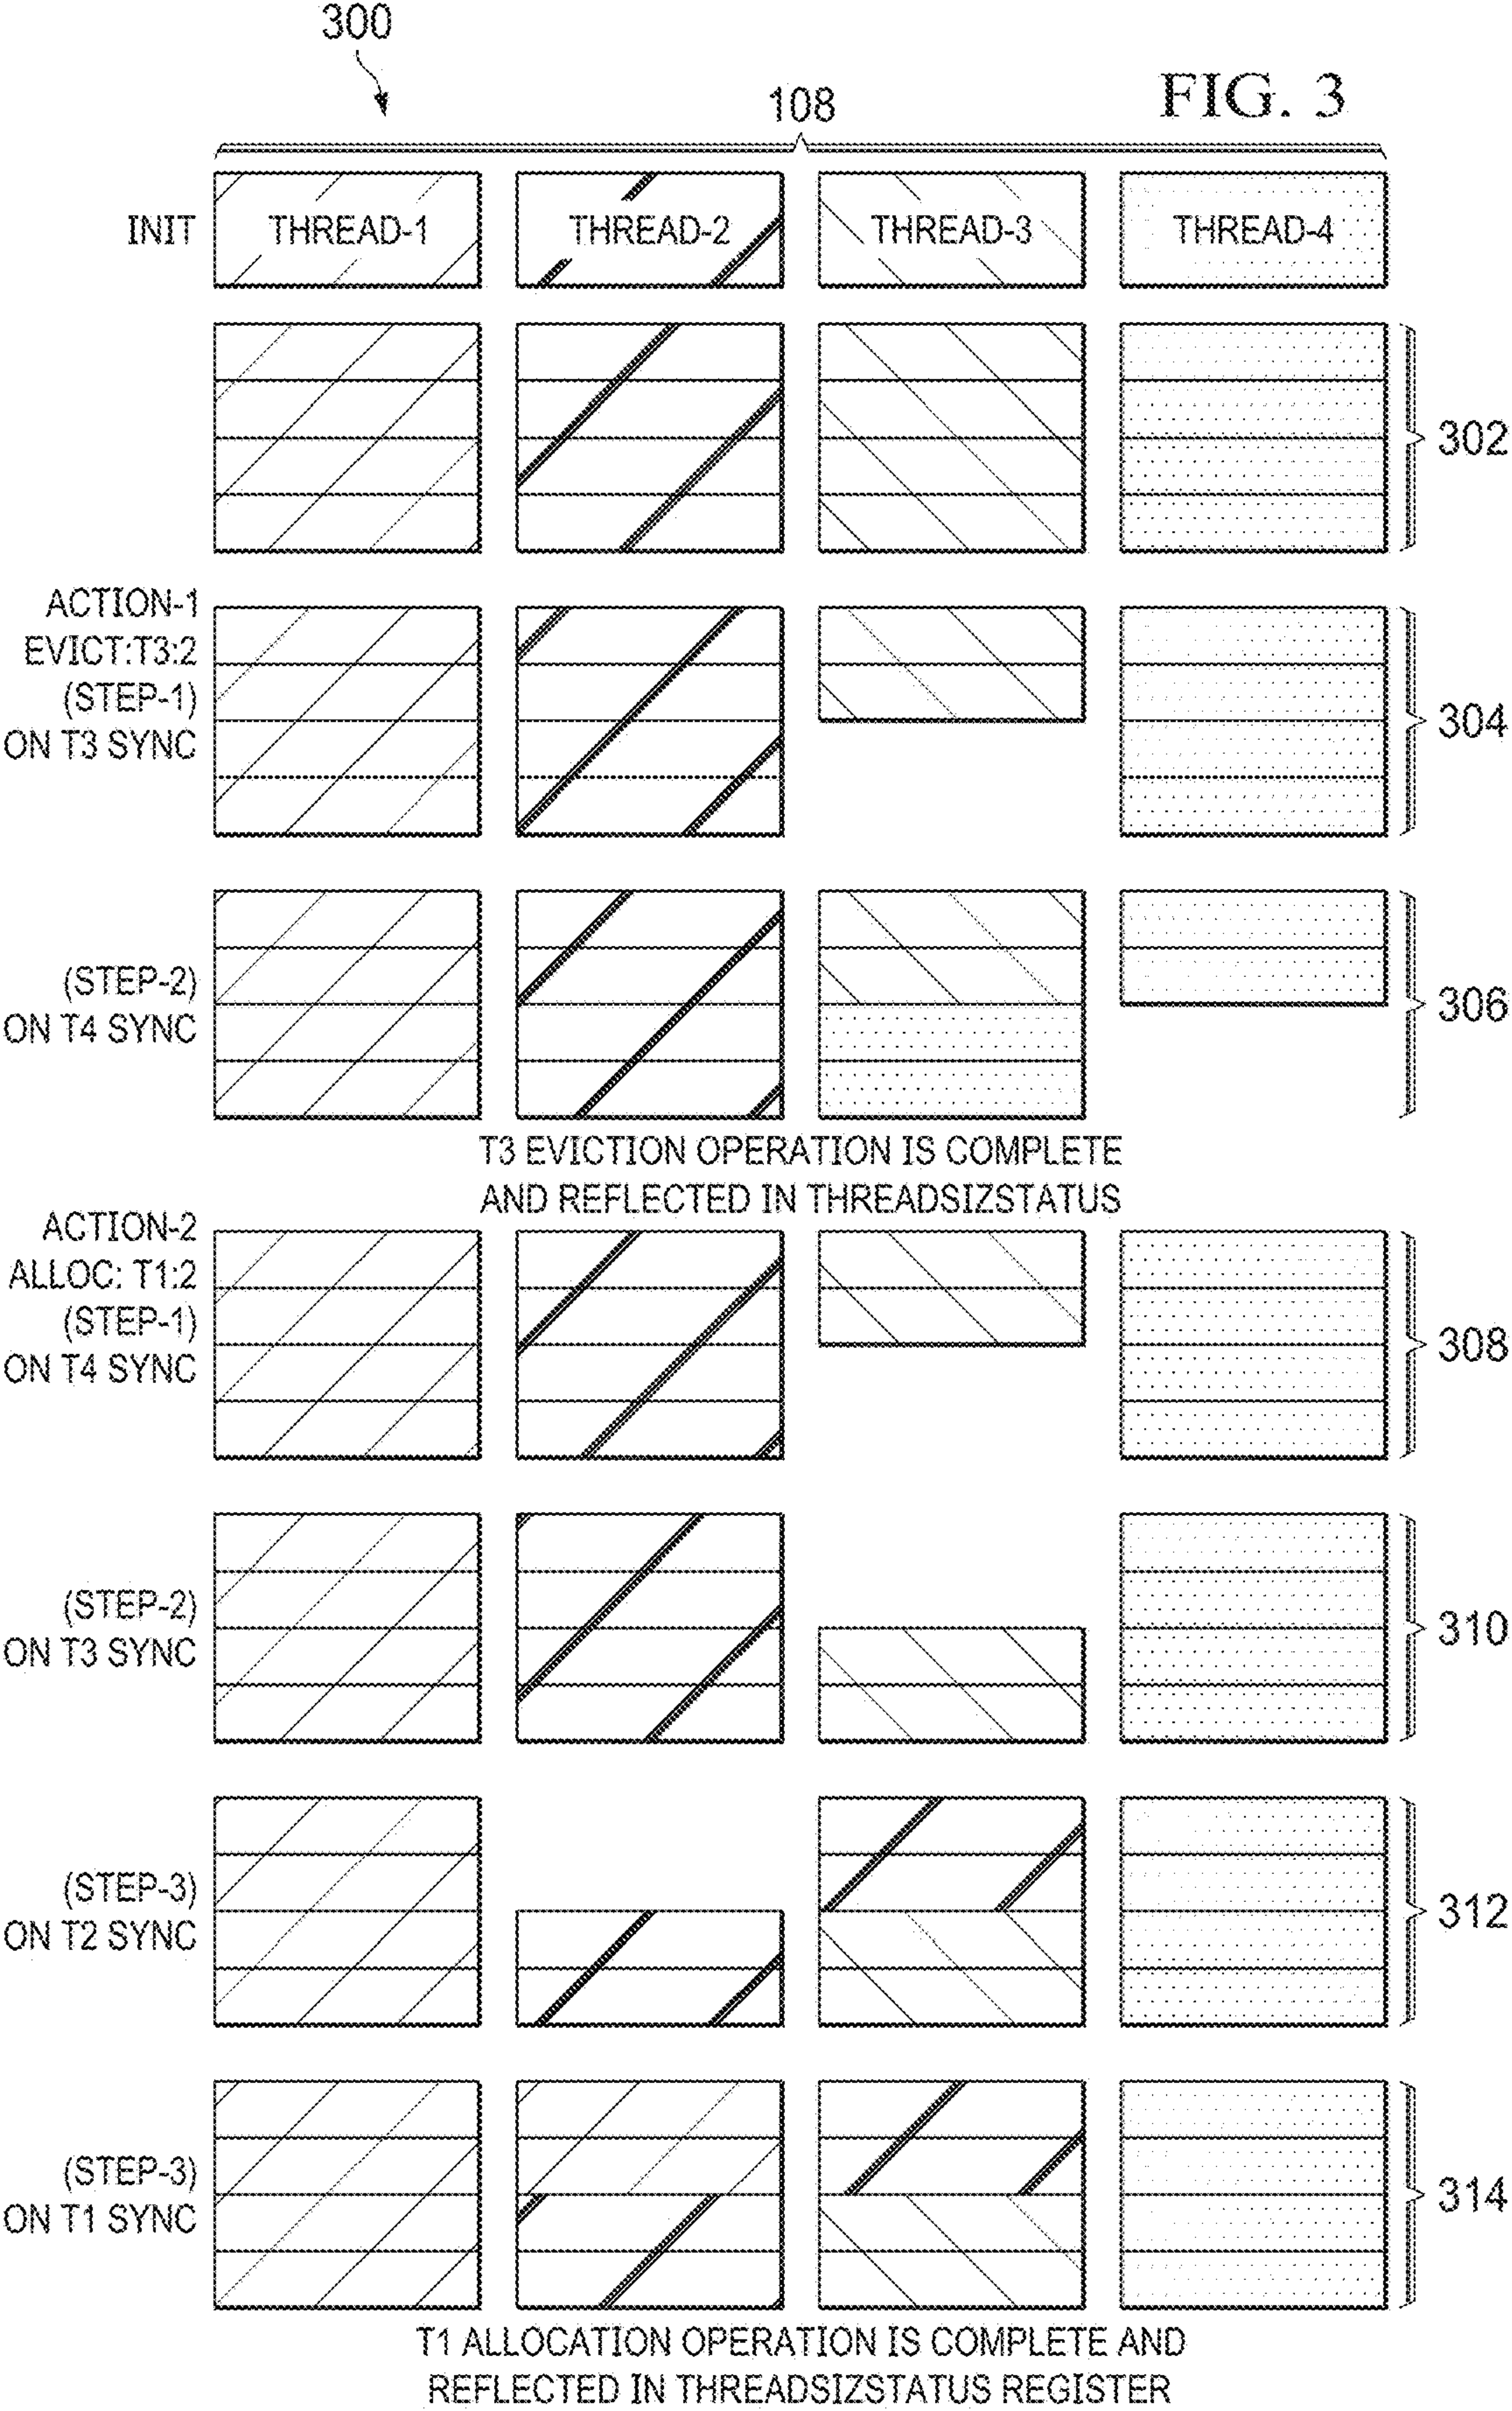 300
108
FIG. 3
INIT
THREAD-1
THREAD-2
THREAD-3
THREAD-4
302
ACTION-1
EVICT:T3:2
(STEP-1)
ON T3 SYNC
304
(STEP-2)
ON T4 SYNC
306
T3 EVICTION OPERATION IS COMPLETE
AND REFLECTED IN THREADSIZSTATUS
ACTION-2
ALLOC: T1:2
(STEP-1)
ON T4 SYNC
308
(STEP-2)
ON T3 SYNC
310
(STEP-3)
ON T2 SYNC
312
(STEP-3)
ON T1 SYNC
314
T1 ALLOCATION OPERATION IS COMPLETE AND
REFLECTED IN THREADSIZSTATUS REGISTER